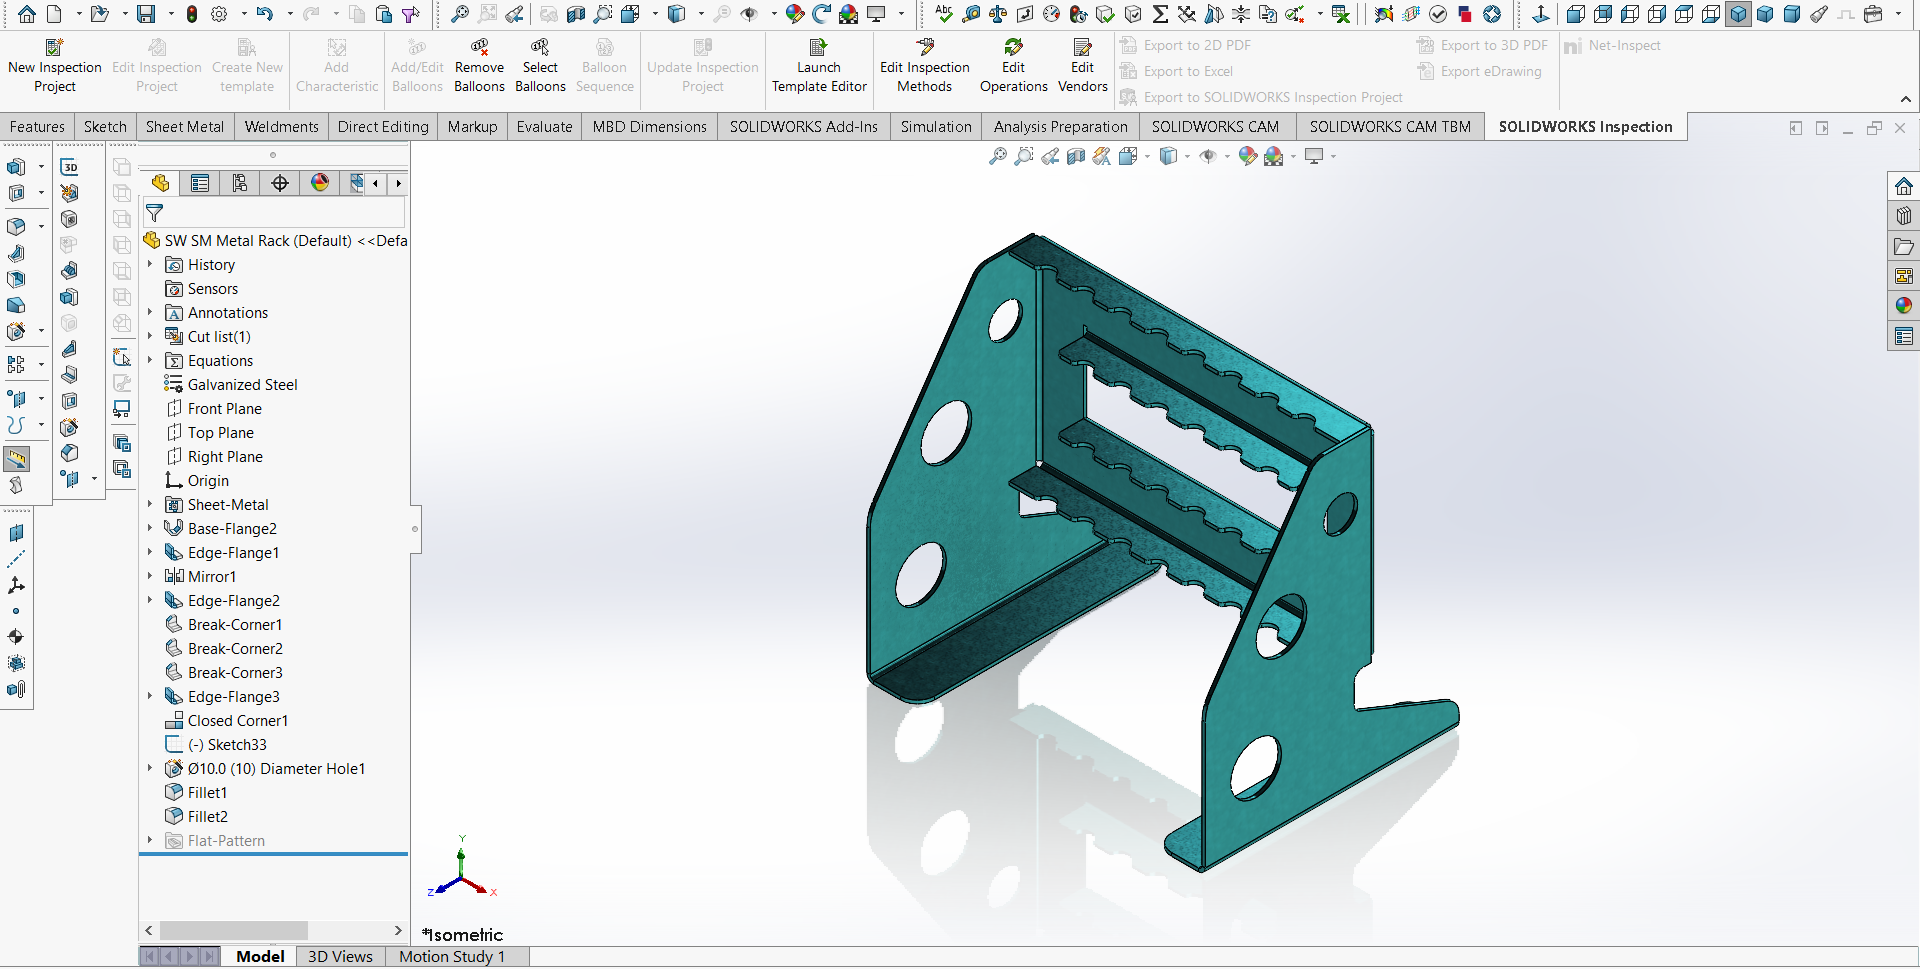 New Inspection Project
Edit Inspection Project
Create New template
Add Characteristic
Add/Edit Balloons
Remove Balloons
Select Balloons
Balloon Sequence
Update Inspection Project
Launch Template Editor
Edit Inspection Methods
Edit Operations
Edit Vendors
Export to 2D PDF
Export to Excel
Export to SOLIDWORKS Inspection Project
Export to 3D PDF
Export eDrawing
Net-Inspect
Features
Sketch
Sheet Metal
Weldments
Direct Editing
Markup
Evaluate
MBD Dimensions
SOLIDWORKS Add-Ins
Simulation
Analysis Preparation
SOLIDWORKS CAM
SOLIDWORKS CAM TBM
SOLIDWORKS Inspection
3D
SW SM Metal Rack (Default) <<Defa
History
Sensors
Annotations
Cut list(1)
Equations
Galvanized Steel
Front Plane
Top Plane
Right Plane
Origin
Sheet-Metal
Base-Flange2
Edge-Flange1
Mirror1
Edge-Flange2
Break-Corner1
Break-Corner2
Break-Corner3
Edge-Flange3
Closed Corner1
(-) Sketch33
Ø10.0 (10) Diameter Hole1
Fillet1
Fillet2
Flat-Pattern
Y
Z
X
*Isometric
Model
3D Views
Motion Study 1